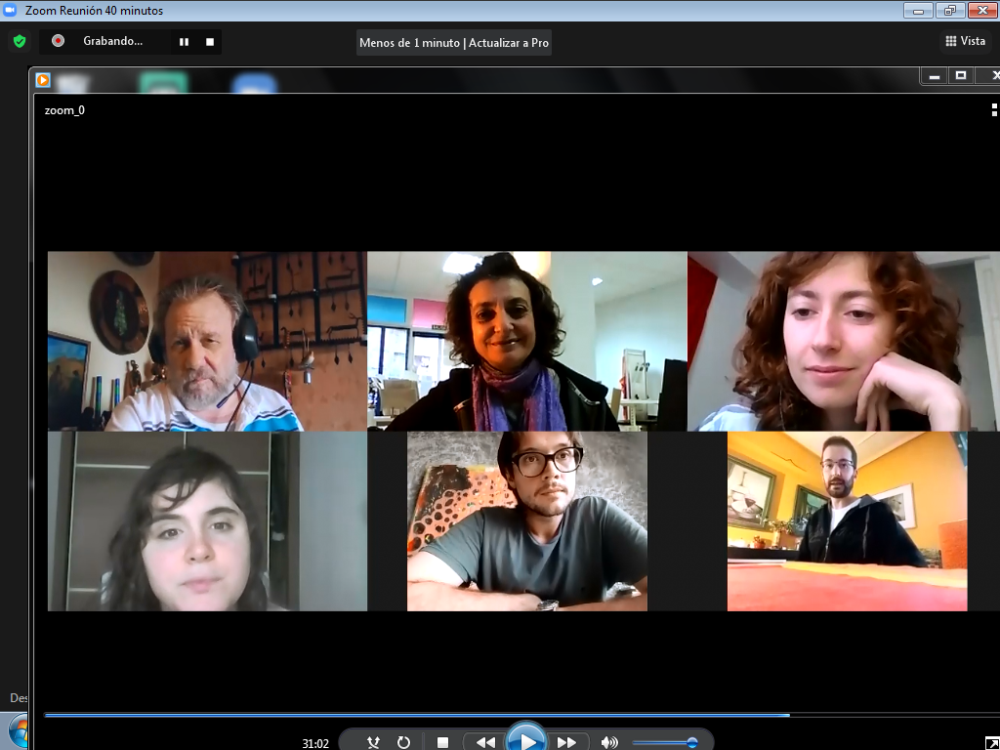 Zoom Reunión 40 minutos
Grabando...
Menos de 1 minuto | Actualizar a Pro
Vista
zoom_0
Des
31:02